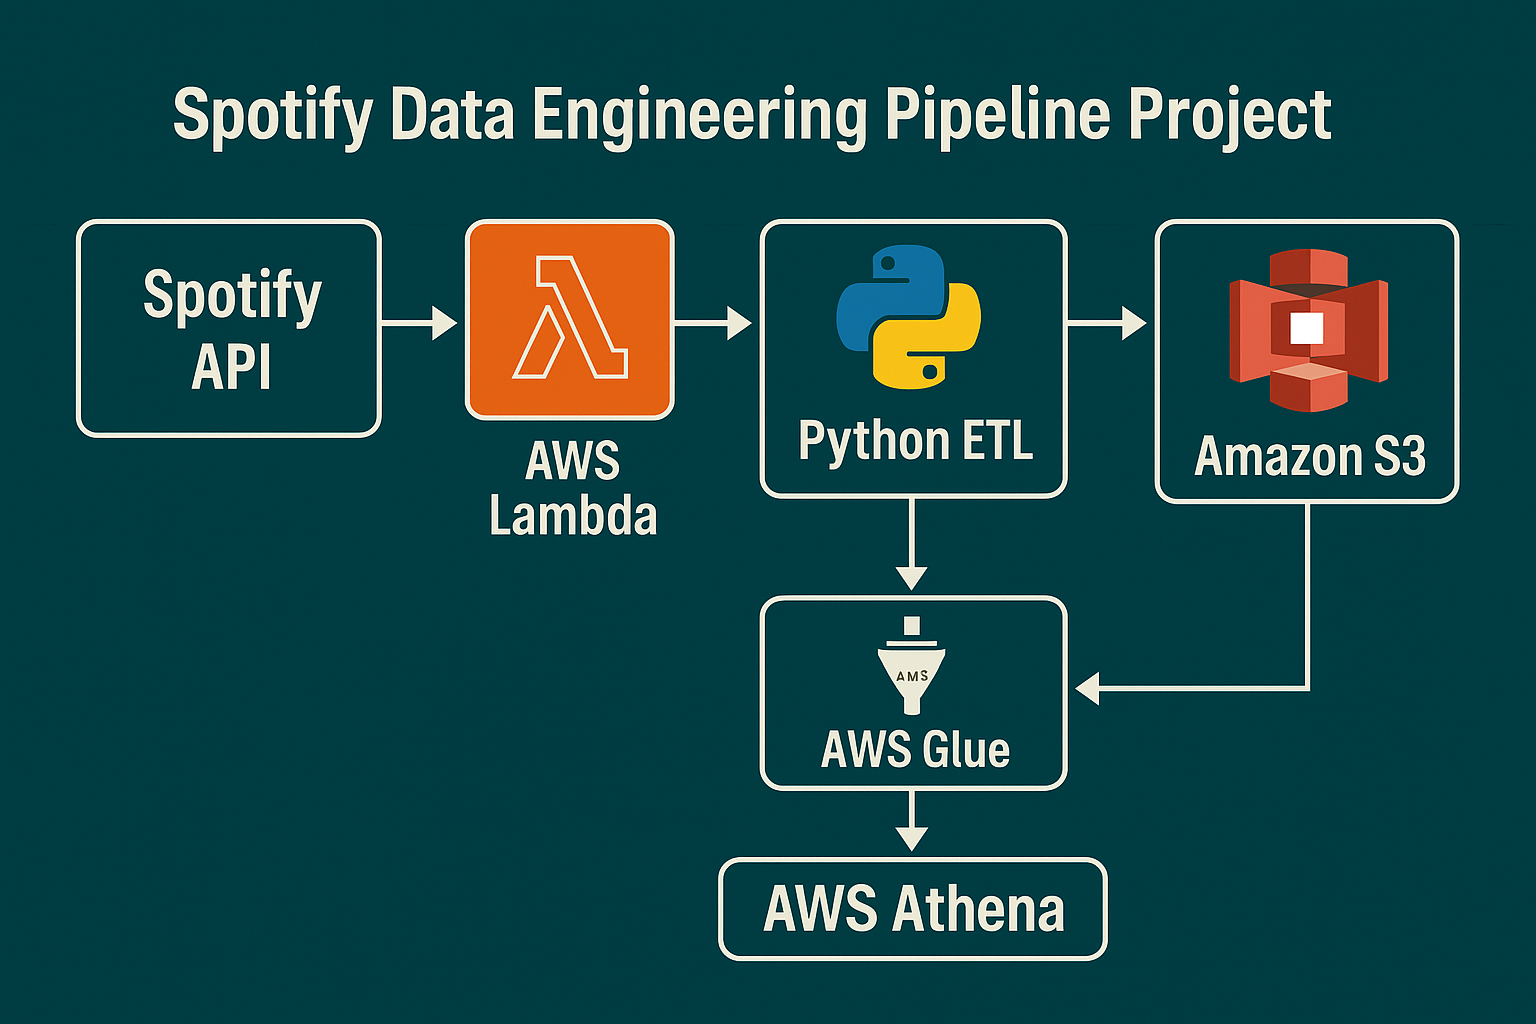 Spotify Data Engineering Pipeline Project
Spotify
API
AWS
Lambda
Python ETL
Amazon S3
AMS
AWS Glue
AWS Athena